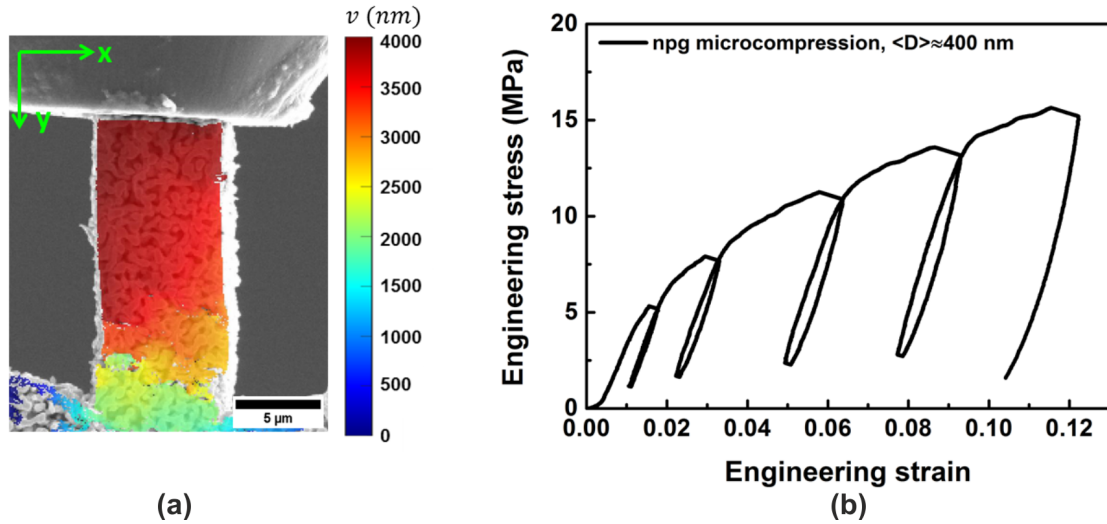 v (nm)
x
y
4000
3500
3000
2500
2000
1500
1000
500
0
5 µm
(a)
Engineering stress (MPa)
20
15
10
5
0
npg microcompression, <D>≈400 nm
0.00 0.02 0.04 0.06 0.08 0.10 0.12
Engineering strain
(b)